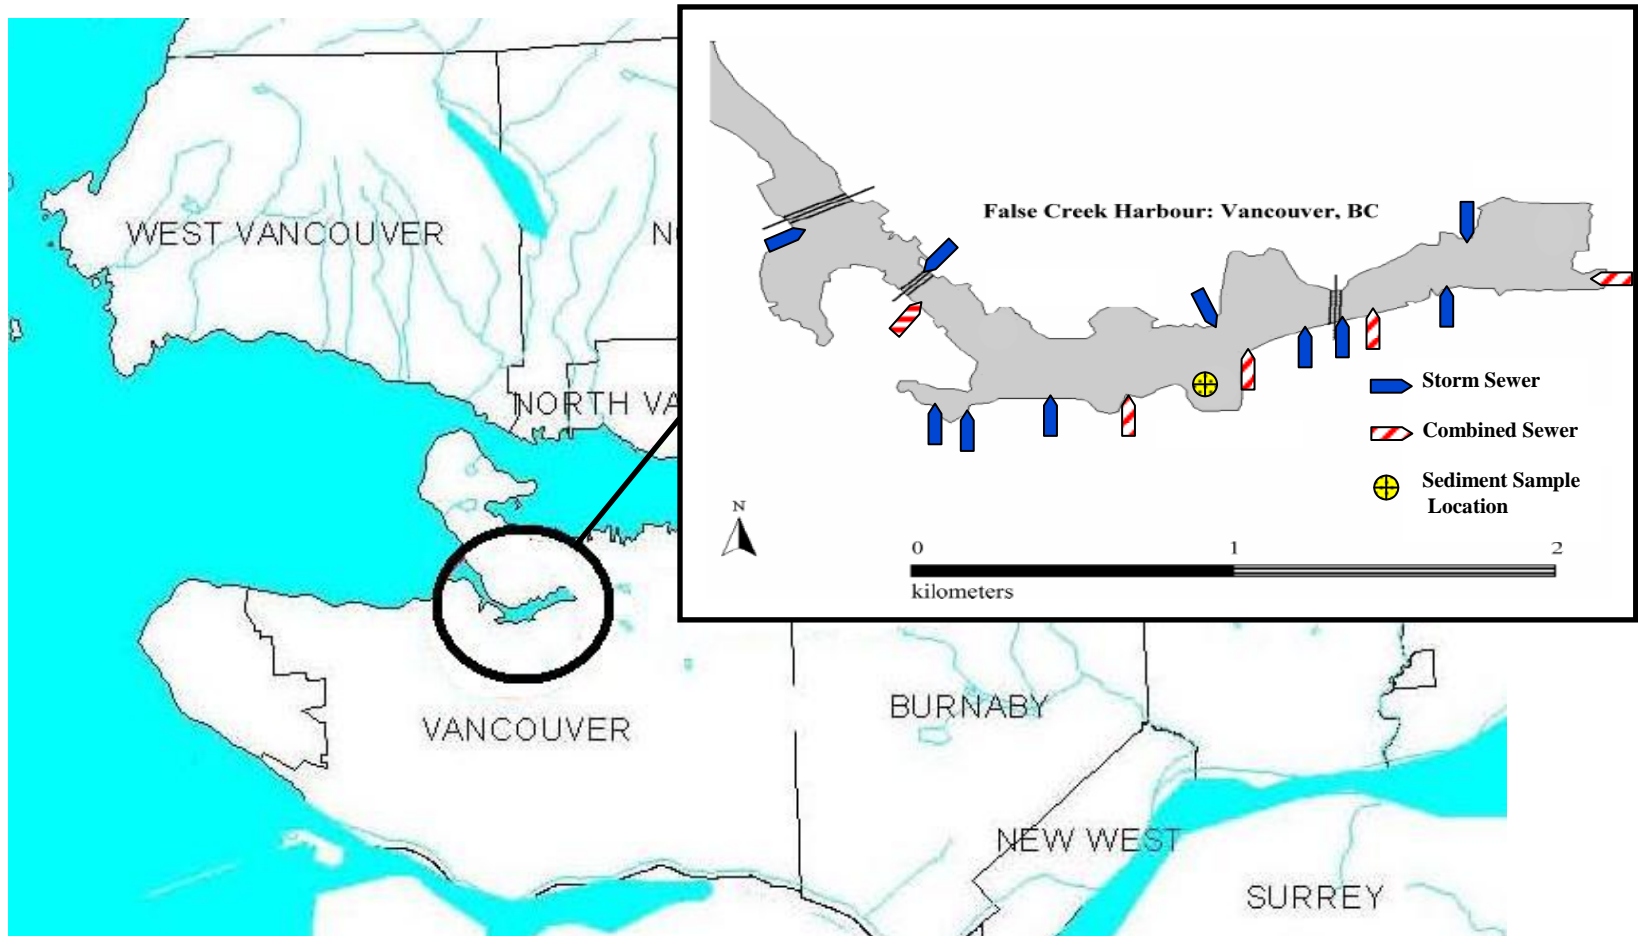 WEST VANCOUVER
N
NORTH VA
VANCOUVER
BURNABY
NEW WEST
SURREY
False Creek Harbour: Vancouver, BC
Storm Sewer
Combined Sewer
Sediment Sample
Location
N
0 1 2
kilometers